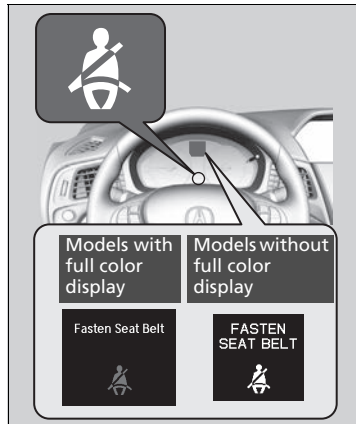 Models with
full color
display
Models without
full color
display
Fasten Seat Belt
FASTEN
SEAT BELT